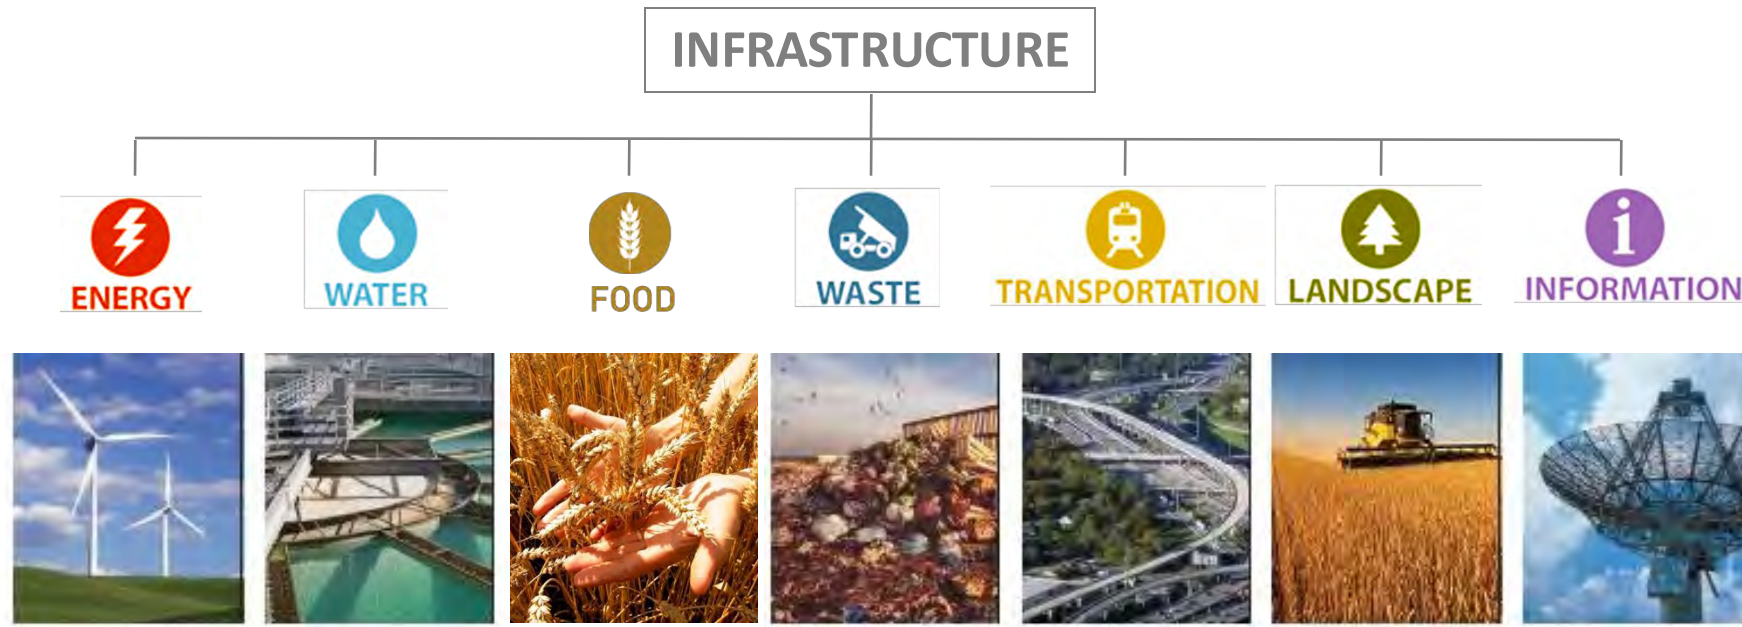 INFRASTRUCTURE
ENERGY
WATER
FOOD
WASTE
TRANSPORTATION
LANDSCAPE
INFORMATION